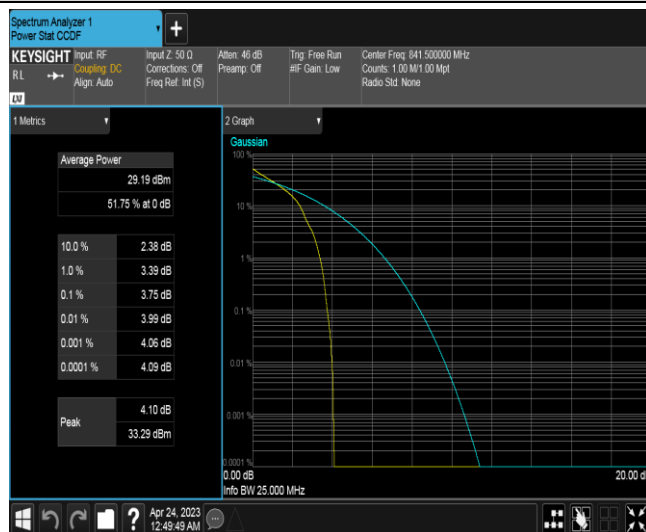 Spectrum Analyzer 1
Power Stat CCDF
+
KEYSIGHT
RL
LXI
Input: RF
Coupling: DC
Align: Auto
Input Z: 50 Ω
Corrections: Off
Freq Ref: Int (S)
Atten: 46 dB
Preamp: Off
Trig: Free Run
#IF Gain: Low
Center Freq: 841.500000 MHz
Counts: 1.00 M/1.00 Mpt
Radio Std: None
1 Metrics
Average Power
29.19 dBm
51.75 % at 0 dB
10.0 % 2.38 dB
1.0 % 3.39 dB
0.1 % 3.75 dB
0.01 % 3.99 dB
0.001 % 4.06 dB
0.0001 % 4.09 dB
Peak
4.10 dB
33.29 dBm
2 Graph
Gaussian
100 %
10 %
1 %
0.1 %
0.01 %
0.001 %
0.0001 %
0.00 dB
20.00 d
Info BW 25.000 MHz
?
Apr 24, 2023
12:49:49 AM